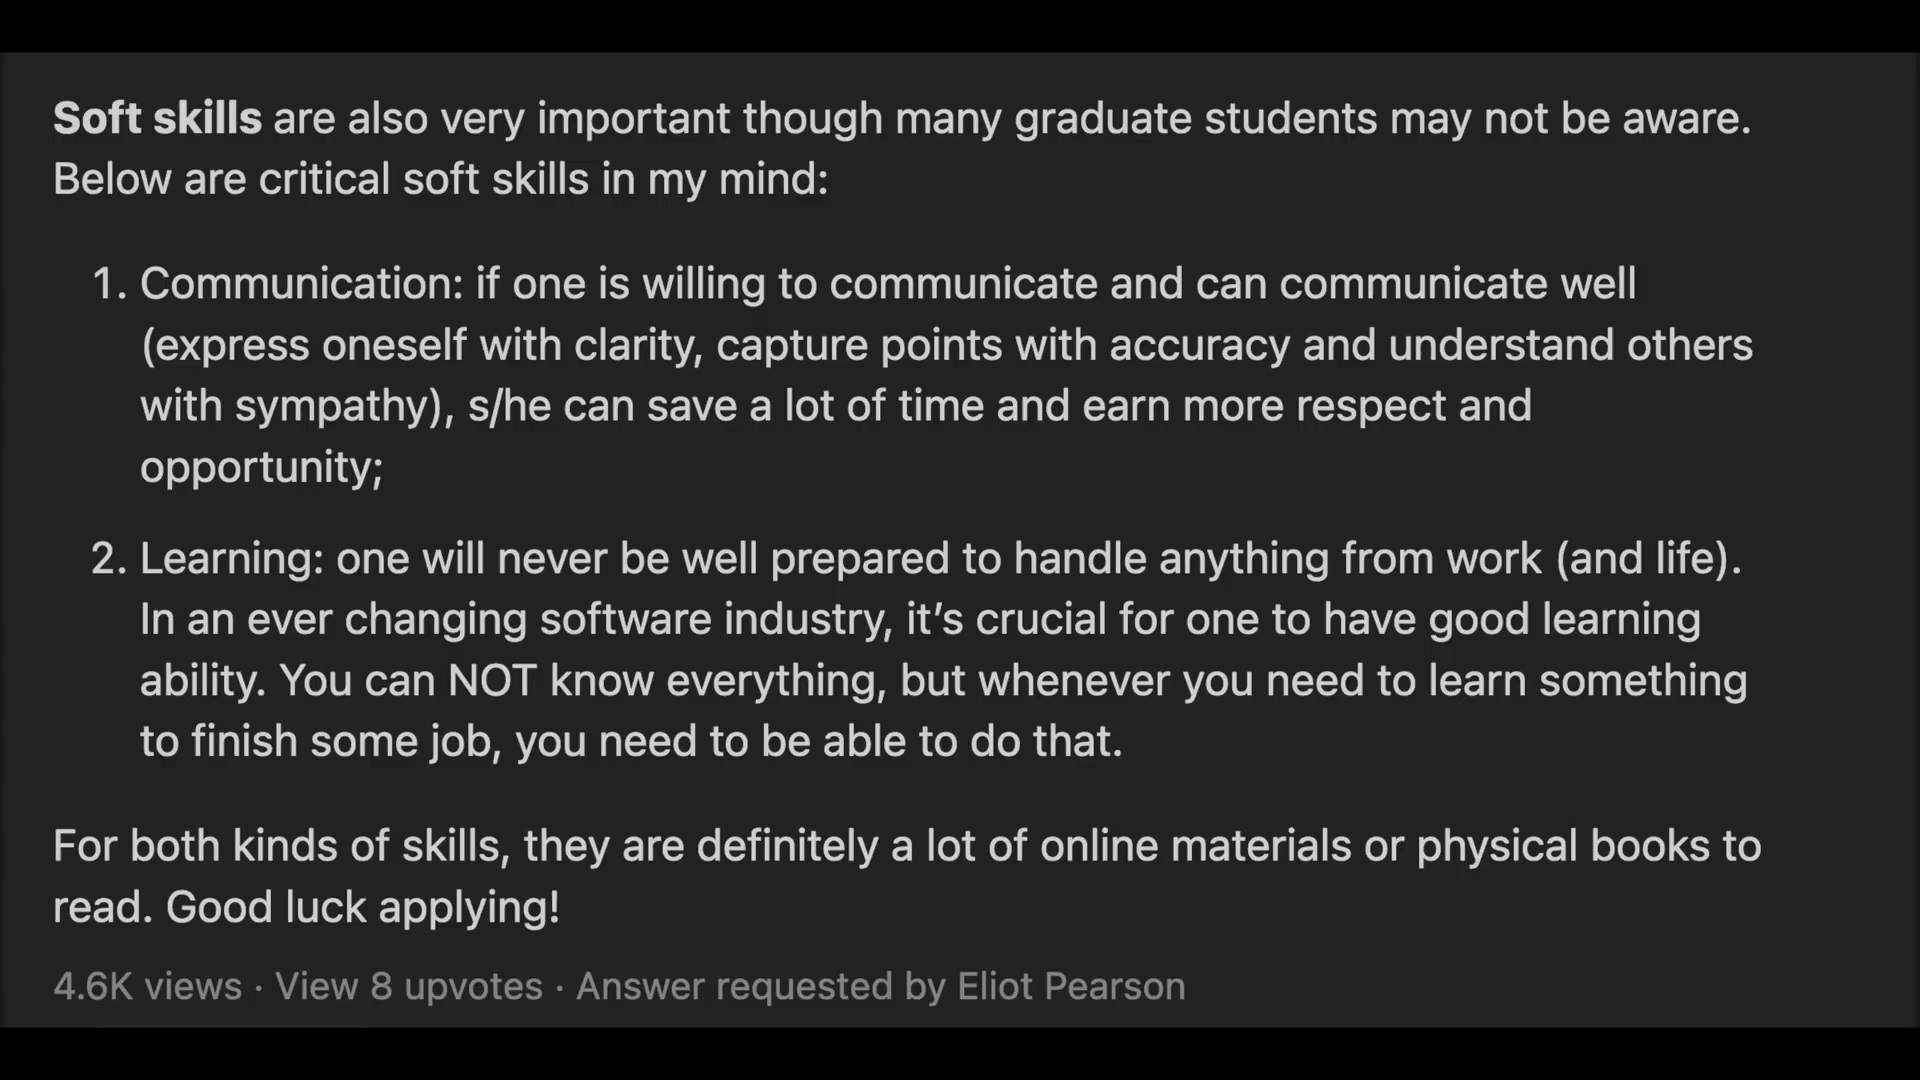 Soft skills are also very important though many graduate students may not be aware.
Below are critical soft skills in my mind:
1. Communication: if one is willing to communicate and can communicate well
(express oneself with clarity, capture points with accuracy and understand others
with sympathy), s/he can save a lot of time and earn more respect and
opportunity;
2. Learning: one will never be well prepared to handle anything from work (and life).
In an ever changing software industry, it’s crucial for one to have good learning
ability. You can NOT know everything, but whenever you need to learn something
to finish some job, you need to be able to do that.
For both kinds of skills, they are definitely a lot of online materials or physical books to
read. Good luck applying!
4.6K views · View 8 upvotes · Answer requested by Eliot Pearson